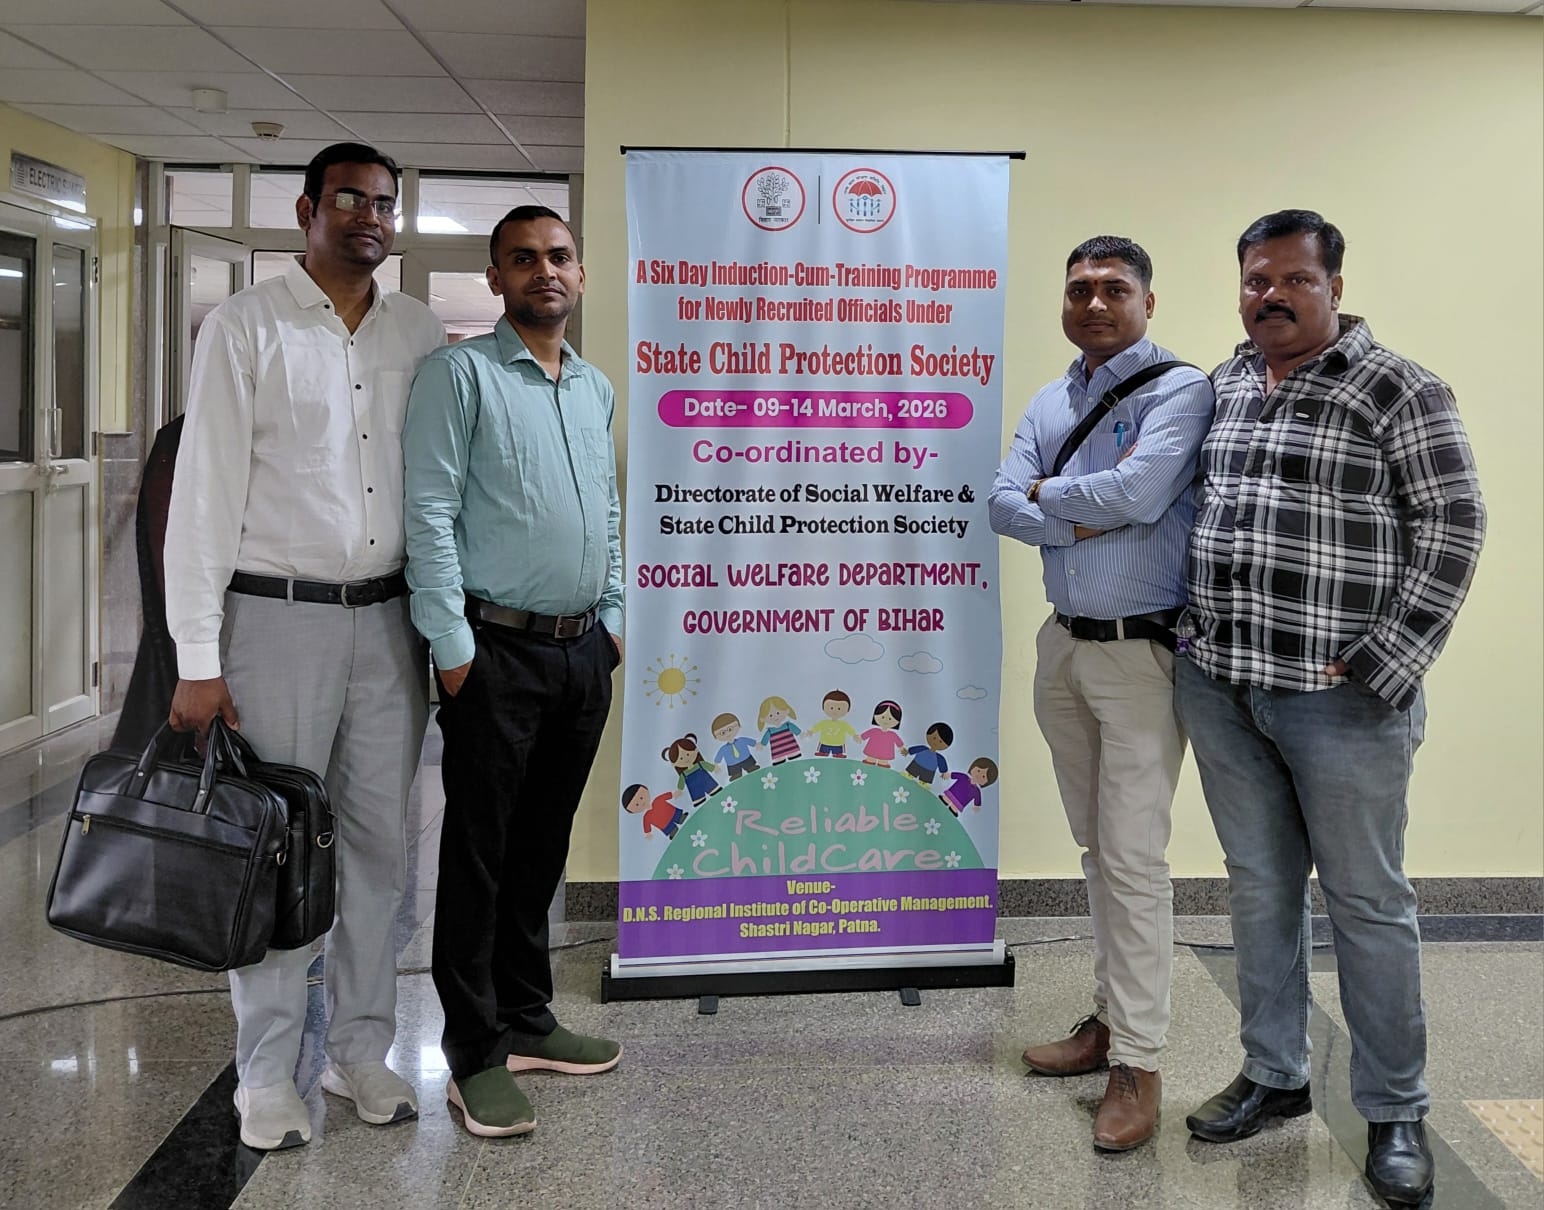 ELECTRIC
बिहार सरकार
A Six Day Induction-Cum-Training Programme
for Newly Recruited Officials Under
State Child Protection Society
Date- 09-14 March, 2026
Co-ordinated by-
Directorate of Social Welfare &
State Child Protection Society
SOCIAL WELFARE DEPARTMENT,
GOVERNMENT OF BIHAR
Reliable
ChildCare
Venue-
D.N.S. Regional Institute of Co-Operative Management.
Shastri Nagar, Patna.